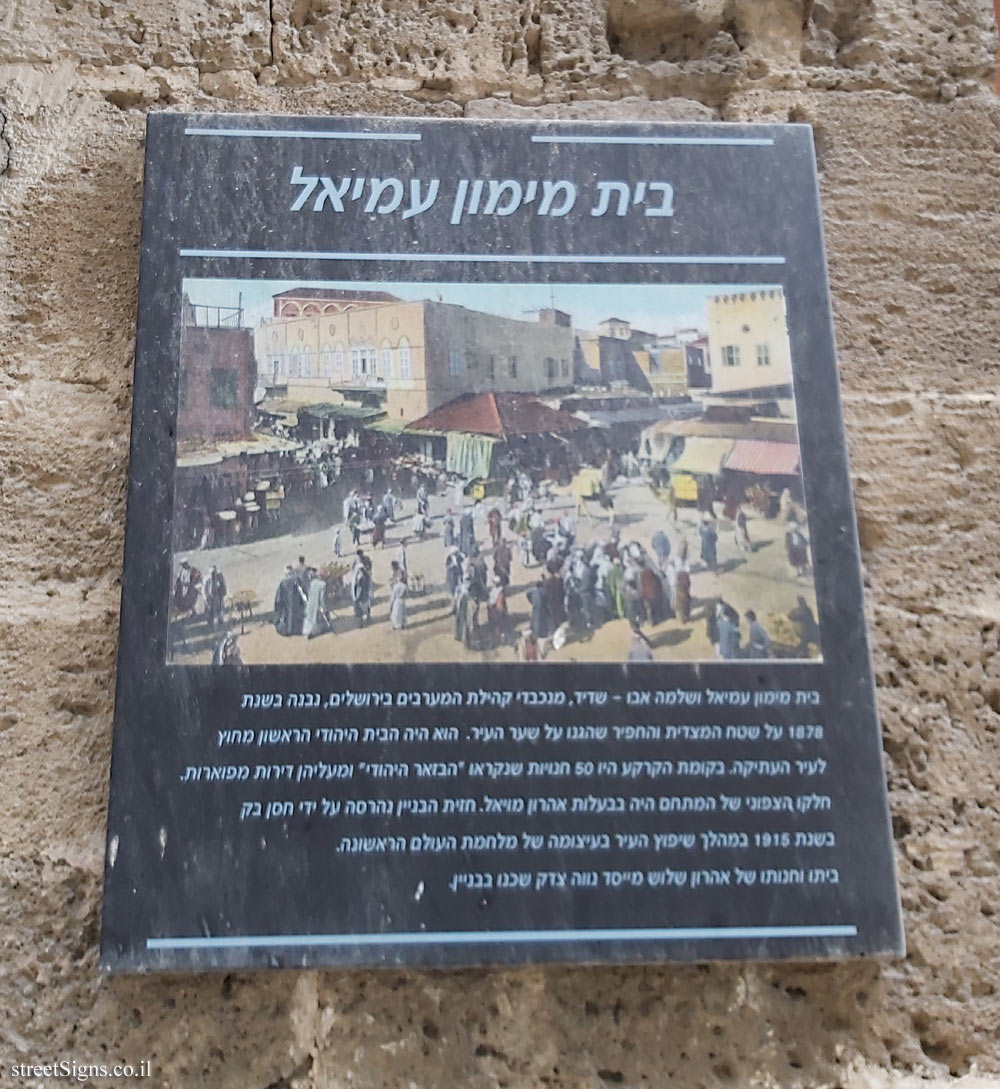 בית מימון עמיאל
בית מימון עמיאל ושלמה אבו - שדיד, מנכבדי קהילת המערבים בירושלים, נבנה בשנת
1878 על שטח המצדית והחפיר שהגנו על שער העיר. הוא היה הבית היהודי הראשון מחוץ
לעיר העתיקה. בקומת הקרקע היו 50 חנויות שנקראו "הבזאר היהודי" ומעליהן דירות מפוארות.
חלקו הצפוני של המתחם היה בבעלות אהרון מויאל. חזית הבניין נהרסה על ידי חסן בק
בשנת 1915 במהלך שיפוץ העיר בעיצומה של מלחמת העולם הראשונה.
ביתו וחנותו של אהרון שלוש מייסד נווה צדק שכנו בבניין.
streetSigns.co.il